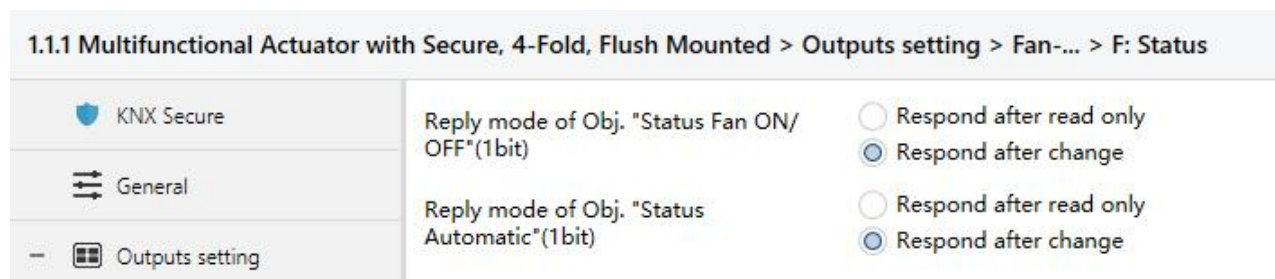 1.1.1 Multifunctional Actuator with Secure, 4-Fold, Flush Mounted > Outputs setting > Fan-... > F: Status
KNX Secure
General
– Outputs setting
Reply mode of Obj. "Status Fan ON/
OFF"(1bit)
Respond after read only
Respond after change
Reply mode of Obj. "Status
Automatic"(1bit)
Respond after read only
Respond after change